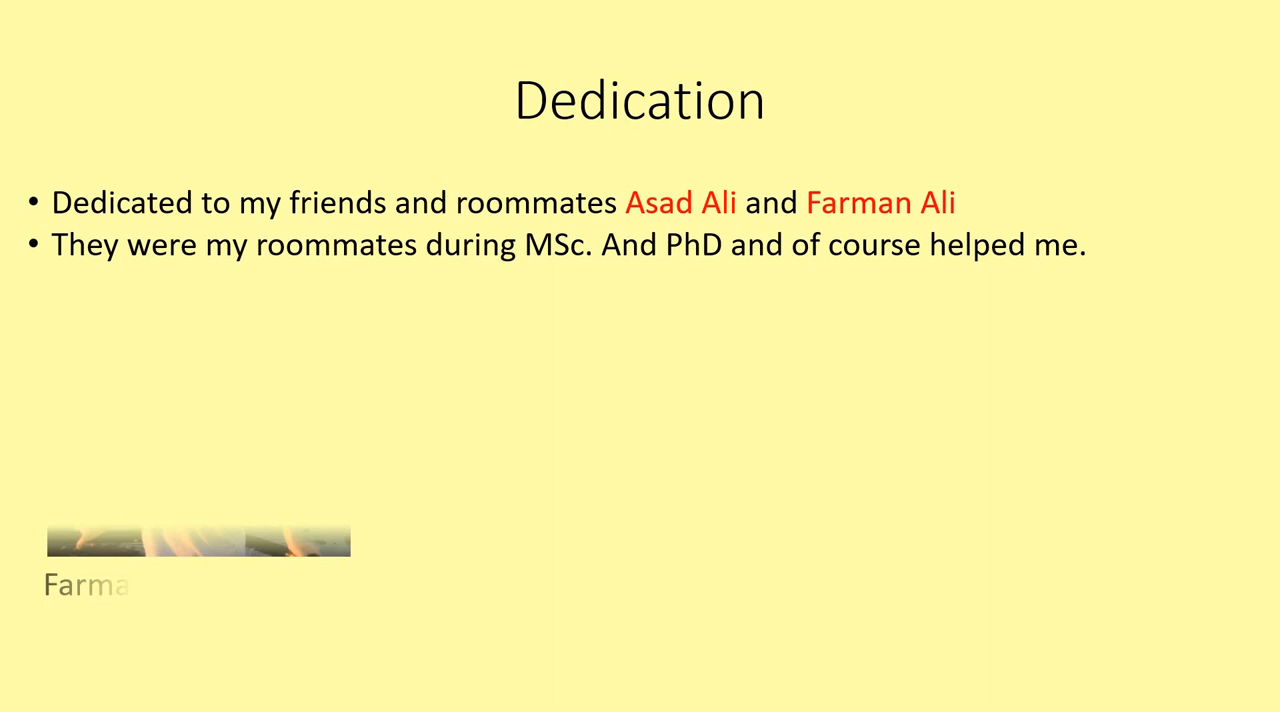 Dedication
• Dedicated to my friends and roommates Asad Ali and Farman Ali
• They were my roommates during MSc. And PhD and of course helped me.
Farma